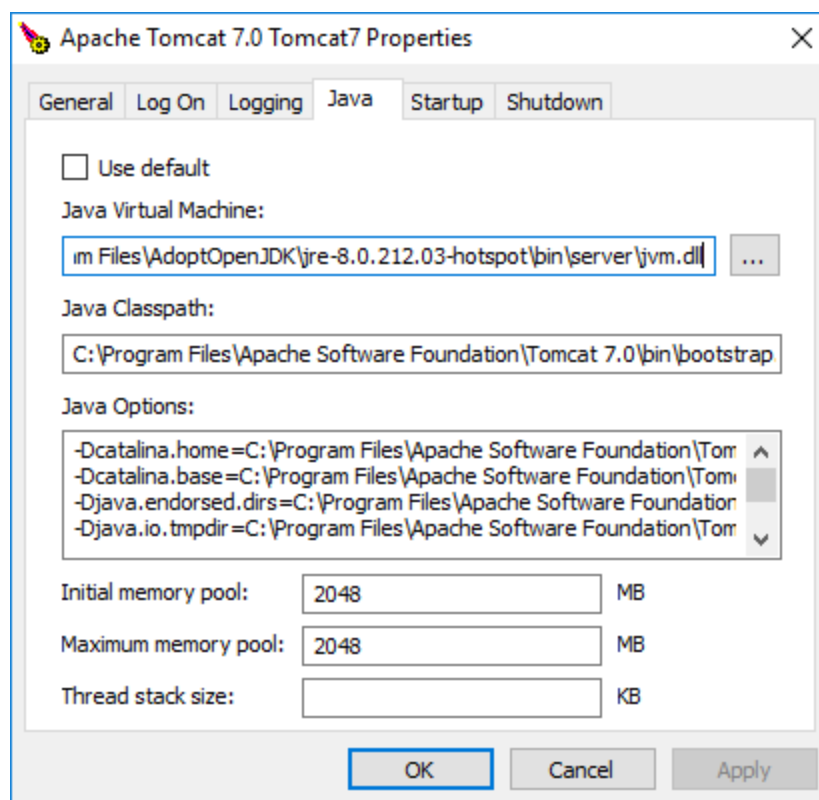 Apache Tomcat 7.0 Tomcat7 Properties
General Log On Logging Java Startup Shutdown
Use default
Java Virtual Machine:
m Files\AdoptOpenJDK\jre-8.0.212.03-hotspot\bin\server\jvm.dll
...
Java Classpath:
C:\Program Files\Apache Software Foundation\Tomcat 7.0\bin\bootstrap
Java Options:
-Dcatalina.home=C:\Program Files\Apache Software Foundation\Tom
-Dcatalina.base=C:\Program Files\Apache Software Foundation\Tomc
-Djava.endorsed.dirs=C:\Program Files\Apache Software Foundation
-Djava.io.tmpdir=C:\Program Files\Apache Software Foundation\Tom
Initial memory pool: 2048 MB
Maximum memory pool: 2048 MB
Thread stack size: KB
OK Cancel Apply